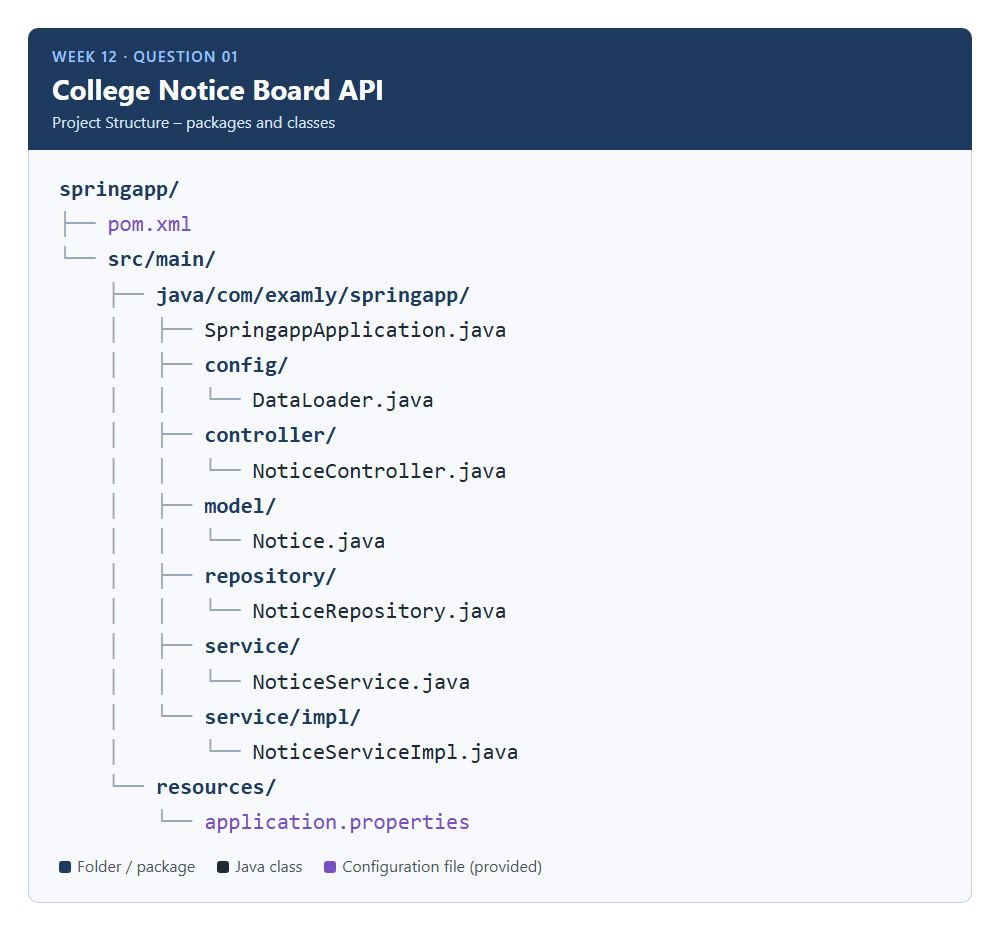 WEEK 12 · QUESTION 01
College Notice Board API
Project Structure – packages and classes
springapp/
├── pom.xml
└── src/main/
    ├── java/com/examly/springapp/
    │   ├── SpringappApplication.java
    │   ├── config/
    │   │   └── DataLoader.java
    │   ├── controller/
    │   │   └── NoticeController.java
    │   ├── model/
    │   │   └── Notice.java
    │   ├── repository/
    │   │   └── NoticeRepository.java
    │   ├── service/
    │   │   └── NoticeService.java
    │   └── service/impl/
    │       └── NoticeServiceImpl.java
    └── resources/
        └── application.properties
Folder / package Java class Configuration file (provided)